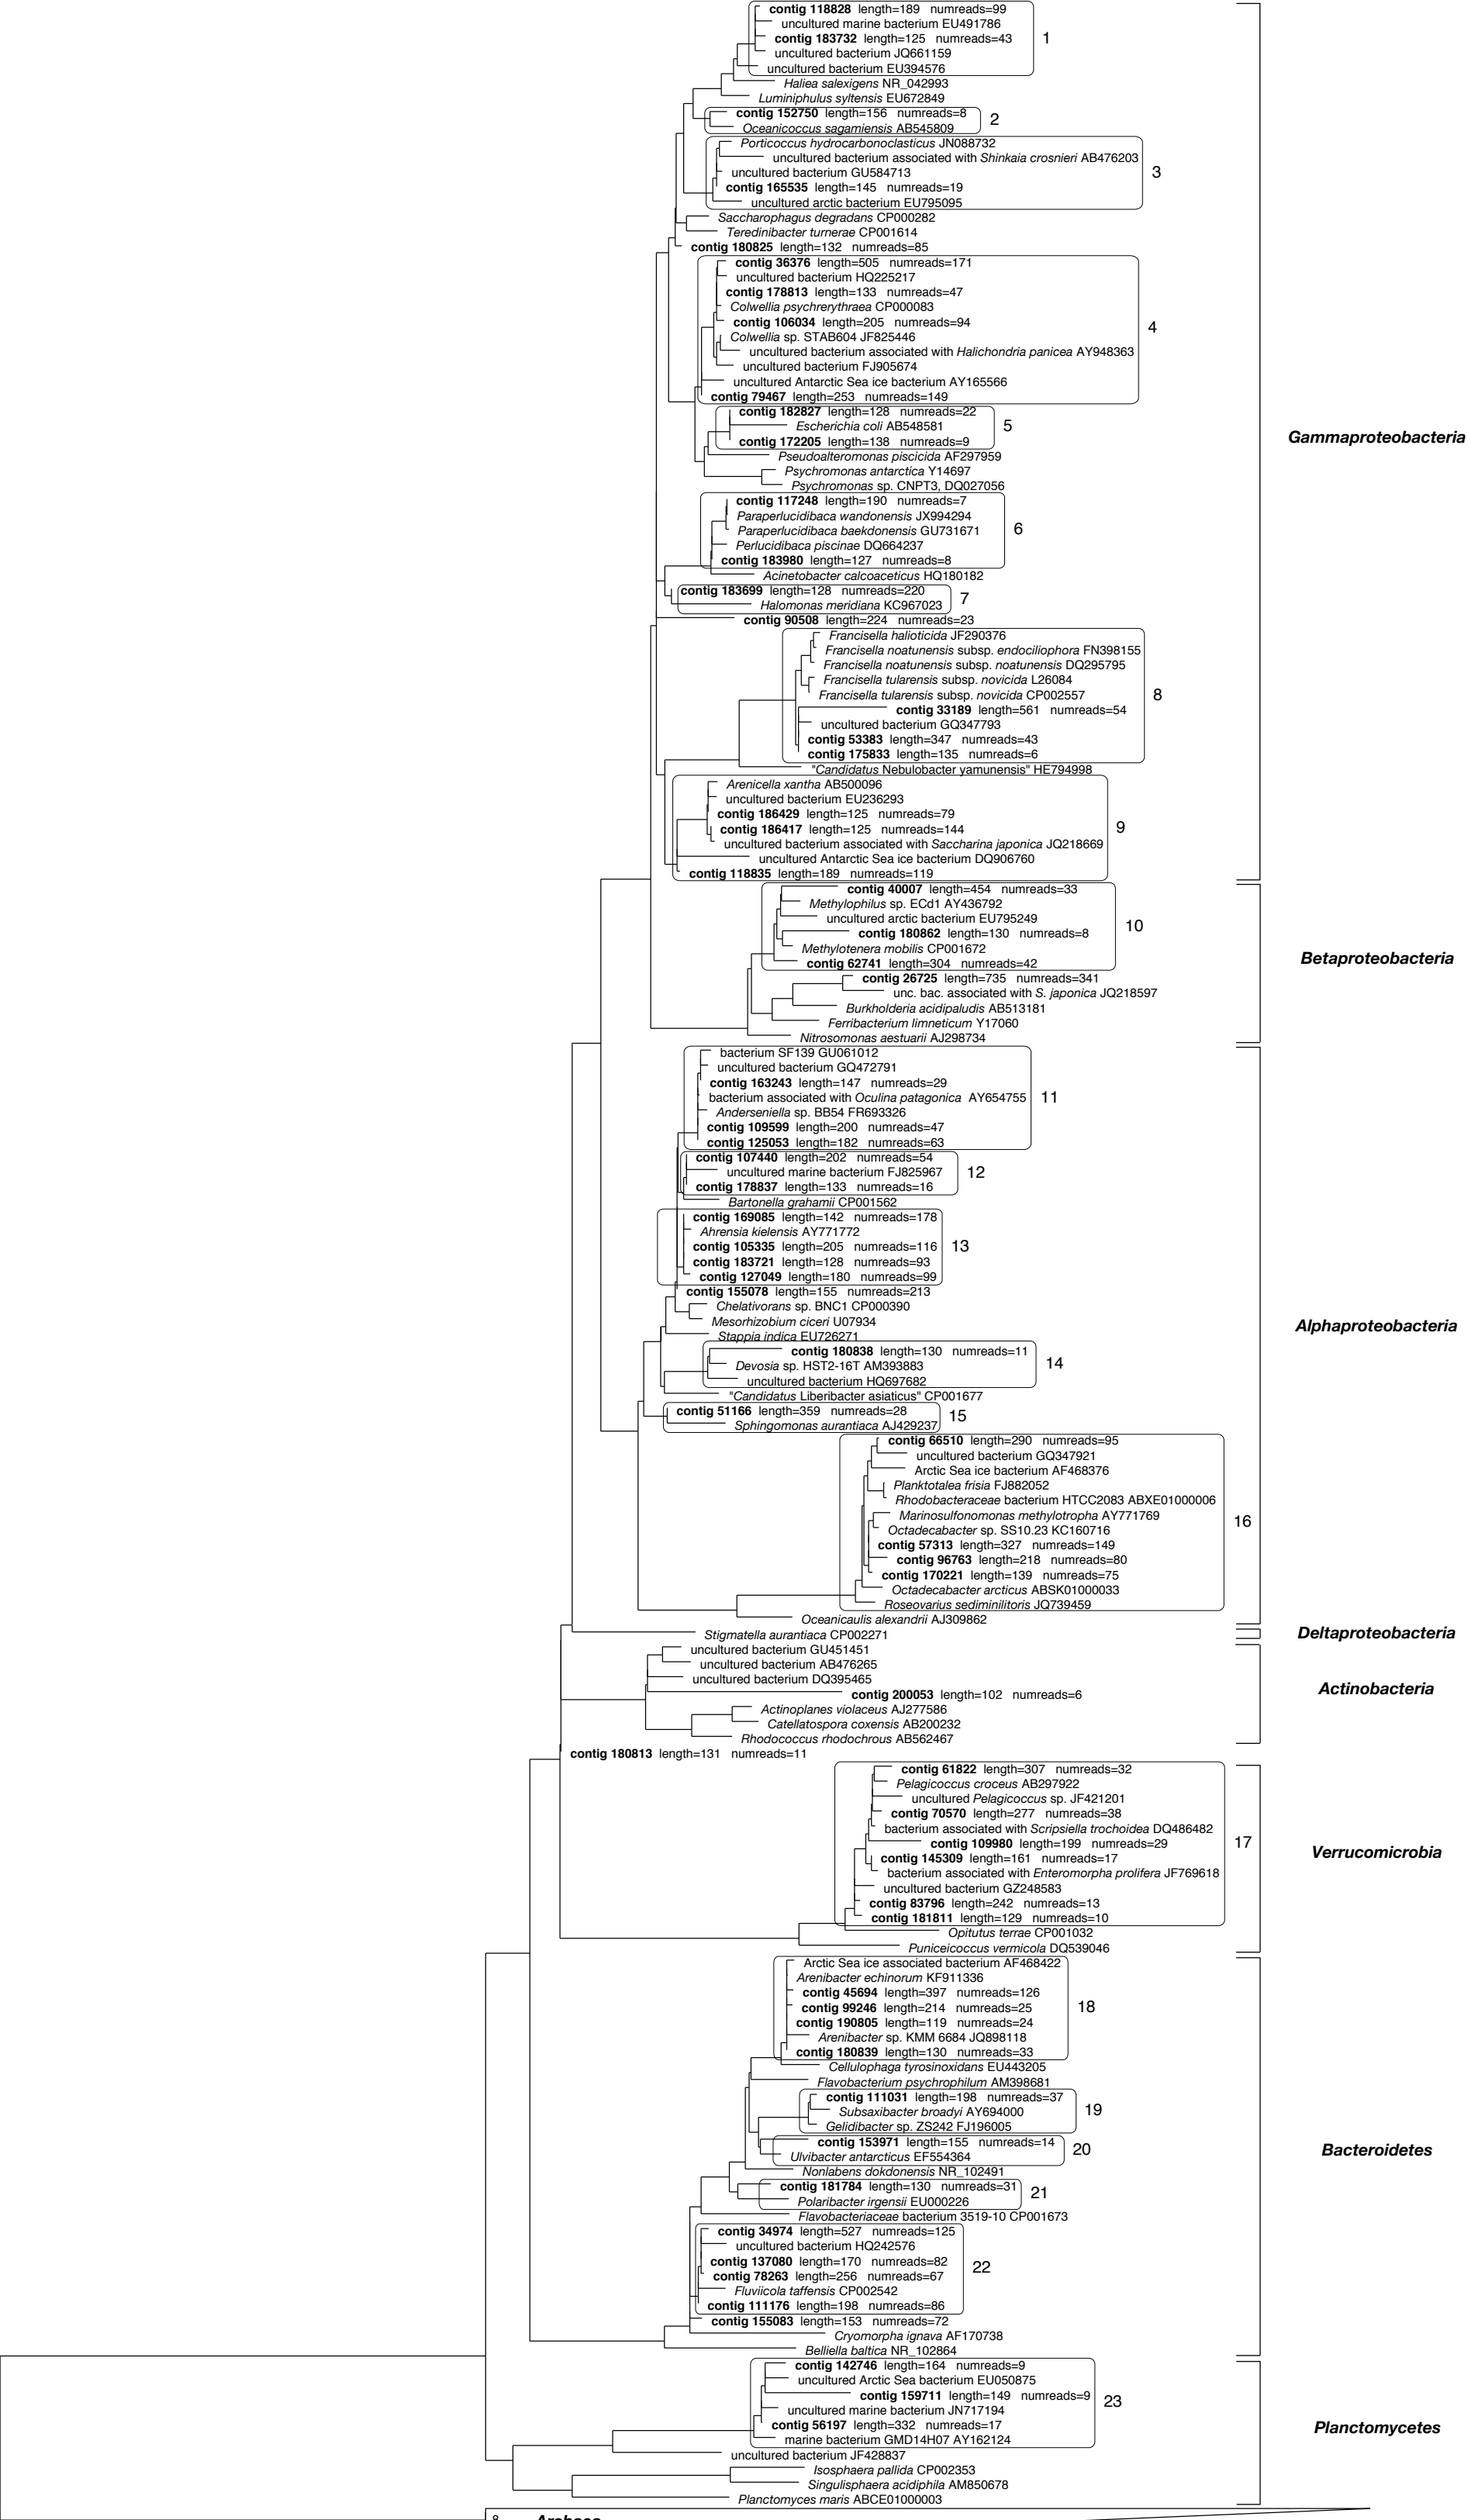 contig 118828 length=189 numreads=99
uncultured marine bacterium EU491786
contig 183732 length=125 numreads=43
1
uncultured bacterium JQ661159
uncultured bacterium EU394576
Haliea salexigens NR_042993
Luminiphulus syltensis EU672849
contig 152750 length=156 numreads=8
2
Oceanicoccus sagamiensis AB545809
Porticoccus hydrocarbonoclasticus JN088732
uncultured bacterium associated with Shinkaia crosnieri AB476203
3
uncultured bacterium GU584713
contig 165535 length=145 numreads=19
uncultured arctic bacterium EU795095
Saccharophagus degradans CP000282
Teredinibacter turnerae CP001614
contig 180825 length=132 numreads=85
contig 36376 length=505 numreads=171
uncultured bacterium HQ225217
contig 178813 length=133 numreads=47
Colwellia psychrerythraea CP000083
contig 106034 length=205 numreads=94
4
Colwellia sp. STAB604 JF825446
uncultured bacterium associated with Halichondria panicea AY948363
uncultured bacterium FJ905674
uncultured Antarctic Sea ice bacterium AY165566
contig 79467 length=253 numreads=149
contig 182827 length=128 numreads=22
Escherichia coli AB548581
5
contig 172205 length=138 numreads=9
Gammaproteobacteria
Pseudoalteromonas piscicida AF297959
Psychromonas antarctica Y14697
Psychromonas sp. CNPT3, DQ027056
contig 117248 length=190 numreads=7
Paraperlucidibaca wandonensis JX994294
Paraperlucidibaca baekdonensis GU731671
6
Perlucidibaca piscinae DQ664237
contig 183980 length=127 numreads=8
Acinetobacter calcoaceticus HQ180182
contig 183699 length=128 numreads=220
7
Halomonas meridiana KC967023
contig 90508 length=224 numreads=23
Francisella halioticida JF290376
Francisella noatunensis subsp. endociliophora FN398155
Francisella noatunensis subsp. noatunensis DQ295795
Francisella tularensis subsp. novicida L26084
Francisella tularensis subsp. novicida CP002557
8
contig 33189 length=561 numreads=54
uncultured bacterium GQ347793
contig 53383 length=347 numreads=43
contig 175833 length=135 numreads=6
"Candidatus Nebulobacter yamunensis" HE794998
Arenicella xantha AB500096
uncultured bacterium EU236293
contig 186429 length=125 numreads=79
contig 186417 length=125 numreads=144
9
uncultured bacterium associated with Saccharina japonica JQ218669
uncultured Antarctic Sea ice bacterium DQ906760
contig 118835 length=189 numreads=119
contig 40007 length=454 numreads=33
Methylophilus sp. ECd1 AY436792
uncultured arctic bacterium EU795249
10
contig 180862 length=130 numreads=8
Methylotenera mobilis CP001672
Betaproteobacteria
contig 62741 length=304 numreads=42
contig 26725 length=735 numreads=341
unc. bac. associated with S. japonica JQ218597
Burkholderia acidipaludis AB513181
Ferribacterium limneticum Y17060
Nitrosomonas aestuarii AJ298734
bacterium SF139 GU061012
uncultured bacterium GQ472791
contig 163243 length=147 numreads=29
bacterium associated with Oculina patagonica AY654755
11
Anderseniella sp. BB54 FR693326
contig 109599 length=200 numreads=47
contig 125053 length=182 numreads=63
contig 107440 length=202 numreads=54
uncultured marine bacterium FJ825967
12
contig 178837 length=133 numreads=16
Bartonella grahamii CP001562
contig 169085 length=142 numreads=178
Ahrensia kielensis AY771772
contig 105335 length=205 numreads=116
13
contig 183721 length=128 numreads=93
contig 127049 length=180 numreads=99
contig 155078 length=155 numreads=213
Chelativorans sp. BNC1 CP000390
Mesorhizobium ciceri U07934
Alphaproteobacteria
Stappia indica EU726271
contig 180838 length=130 numreads=11
14
Devosia sp. HST2-16T AM393883
uncultured bacterium HQ697682
"Candidatus Liberibacter asiaticus" CP001677
contig 51166 length=359 numreads=28
15
Sphingomonas aurantiaca AJ429237
contig 66510 length=290 numreads=95
uncultured bacterium GQ347921
Arctic Sea ice bacterium AF468376
Planktotalea frisia FJ882052
Rhodobacteraceae bacterium HTCC2083 ABXE01000006
Marinosulfonomonas methylotropha AY771769
16
Octadecabacter sp. SS10.23 KC160716
contig 57313 length=327 numreads=149
contig 96763 length=218 numreads=80
contig 170221 length=139 numreads=75
Octadecabacter arcticus ABSK01000033
Roseovarius sediminilitoris JQ739459
Oceanicaulis alexandrii AJ309862
Stigmatella aurantiaca CP002271
Deltaproteobacteria
uncultured bacterium GU451451
uncultured bacterium AB476265
uncultured bacterium DQ395465
Actinobacteria
contig 200053 length=102 numreads=6
Actinoplanes violaceus AJ277586
Catellatospora coxensis AB200232
Rhodococcus rhodochrous AB562467
contig 180813 length=131 numreads=11
contig 61822 length=307 numreads=32
Pelagicoccus croceus AB297922
uncultured Pelagicoccus sp. JF421201
contig 70570 length=277 numreads=38
bacterium associated with Scripsiella trochoidea DQ486482
contig 109980 length=199 numreads=29
17
Verrucomicrobia
contig 145309 length=161 numreads=17
bacterium associated with Enteromorpha prolifera JF769618
uncultured bacterium GZ248583
contig 83796 length=242 numreads=13
contig 181811 length=129 numreads=10
Opitutus terrae CP001032
Puniceicoccus vermicola DQ539046
Arctic Sea ice associated bacterium AF468422
Arenibacter echinorum KF911336
contig 45694 length=397 numreads=126
contig 99246 length=214 numreads=25
18
contig 190805 length=119 numreads=24
Arenibacter sp. KMM 6684 JQ898118
contig 180839 length=130 numreads=33
Cellulophaga tyrosinoxidans EU443205
Flavobacterium psychrophilum AM398681
contig 111031 length=198 numreads=37
Subsaxibacter broadyi AY694000
19
Gelidibacter sp. ZS242 FJ196005
contig 153971 length=155 numreads=14
20
Bacteroidetes
Ulvibacter antarcticus EF554364
Nonlabens dokdonensis NR_102491
contig 181784 length=130 numreads=31
21
Polaribacter irgensii EU000226
Flavobacteriaceae bacterium 3519-10 CP001673
contig 34974 length=527 numreads=125
uncultured bacterium HQ242576
contig 137080 length=170 numreads=82
22
contig 78263 length=256 numreads=67
Fluviicola taffensis CP002542
contig 111176 length=198 numreads=86
contig 155083 length=153 numreads=72
Cryomorpha ignava AF170738
Belliella baltica NR_102864
contig 142746 length=164 numreads=9
uncultured Arctic Sea bacterium EU050875
contig 159711 length=149 numreads=9
23
uncultured marine bacterium JN717194
contig 56197 length=332 numreads=17
Planctomycetes
marine bacterium GMD14H07 AY162124
uncultured bacterium JF428837
Isosphaera pallida CP002353
Singulisphaera acidiphila AM850678
Planctomyces maris ABCE01000003